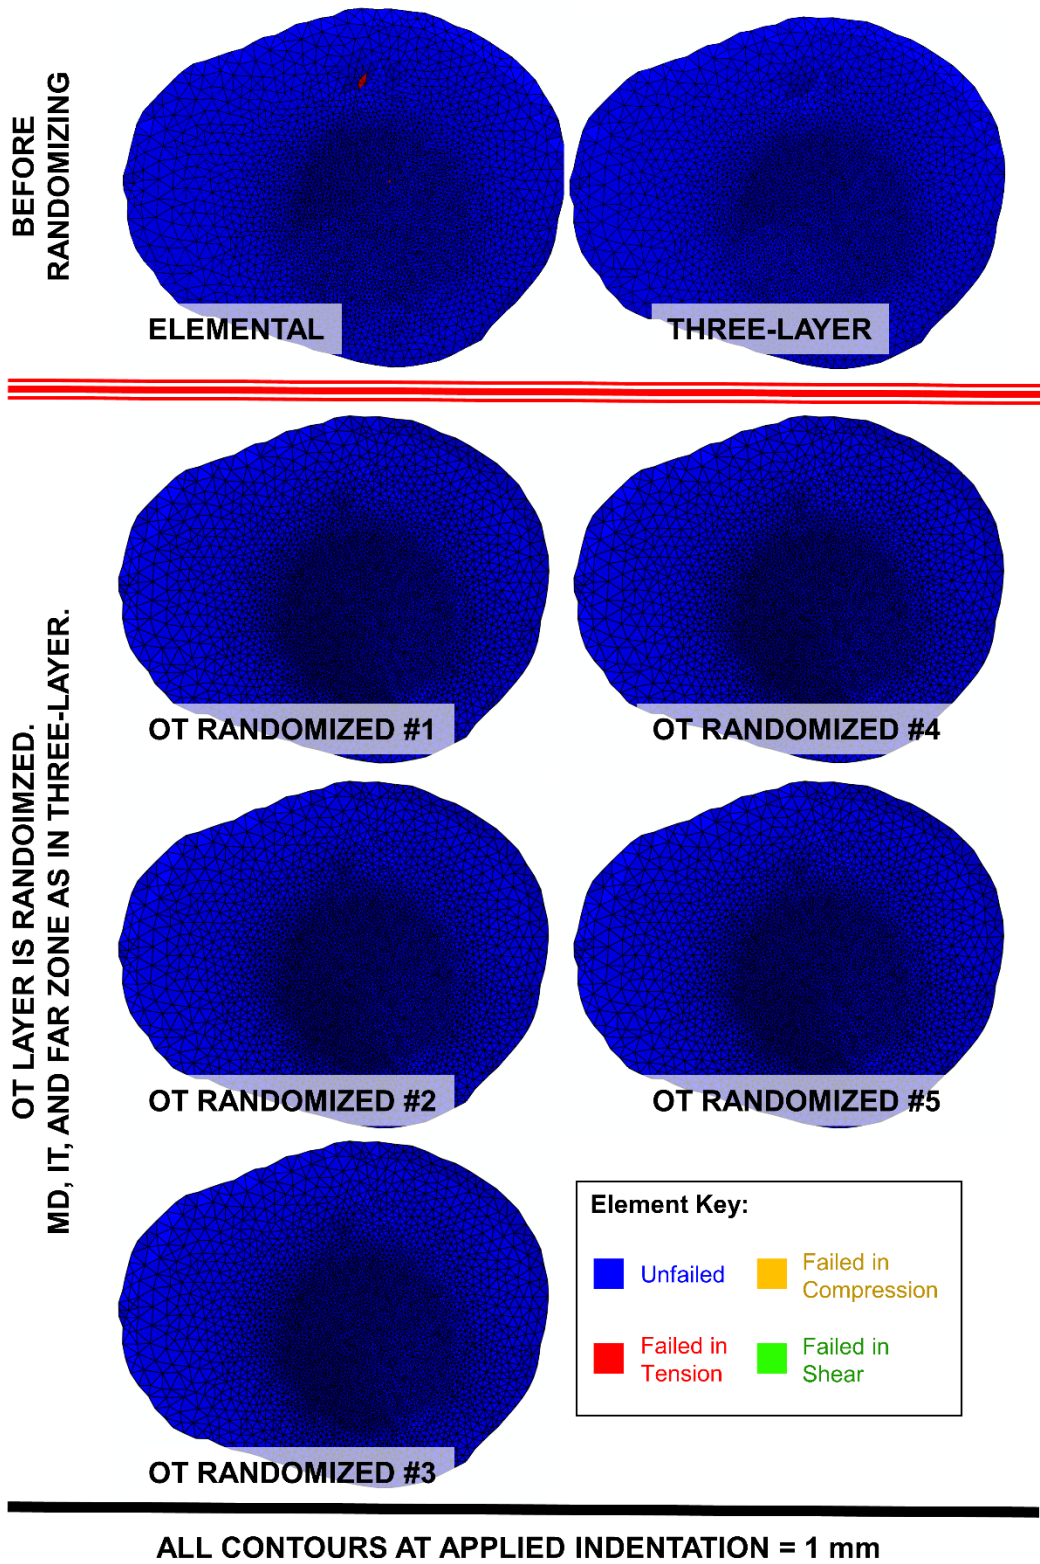 BEFORE
RANDOMIZING
ELEMENTAL
THREE-LAYER
OT LAYER IS RANDOIMZED.
MD, IT, AND FAR ZONE AS IN THREE-LAYER.
OT RANDOMIZED #1
OT RANDOMIZED #4
OT RANDOMIZED #2
OT RANDOMIZED #5
OT RANDOMIZED #3
Element Key:
Unfailed
Failed in
Compression
Failed in
Tension
Failed in
Shear
ALL CONTOURS AT APPLIED INDENTATION = 1 mm